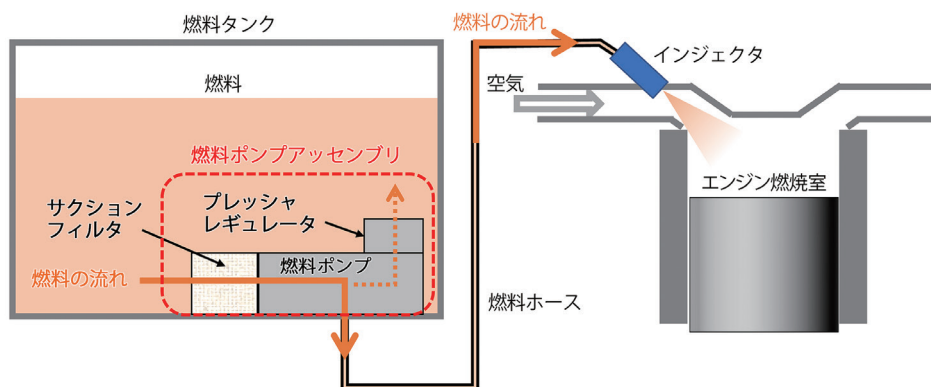 燃料タンク
燃料の流れ
インジェクタ
燃料
空気
燃料ポンプアッセンブリ
エンジン燃焼室
サクション
フィルタ
プレッシャ
レギュレータ
燃料ポンプ
燃料の流れ
燃料ホース